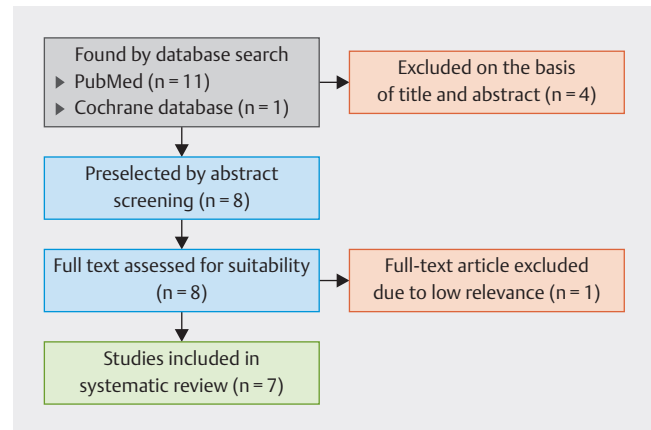 Found by database search
▶ PubMed (n = 11)
▶ Cochrane database (n = 1)
Excluded on the basis
of title and abstract (n = 4)
Preselected by abstract
screening (n = 8)
Full text assessed for suitability
(n = 8)
Full-text article excluded
due to low relevance (n = 1)
Studies included in
systematic review (n = 7)